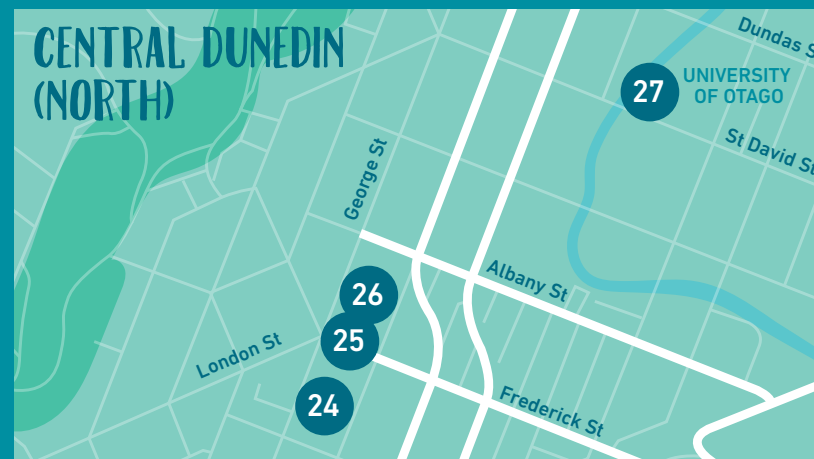 CENTRAL DUNEDIN
(NORTH)
Dundas S
27
UNIVERSITY
OF OTAGO
St David St
George St
Albany St
26
25
London St
24
Frederick St